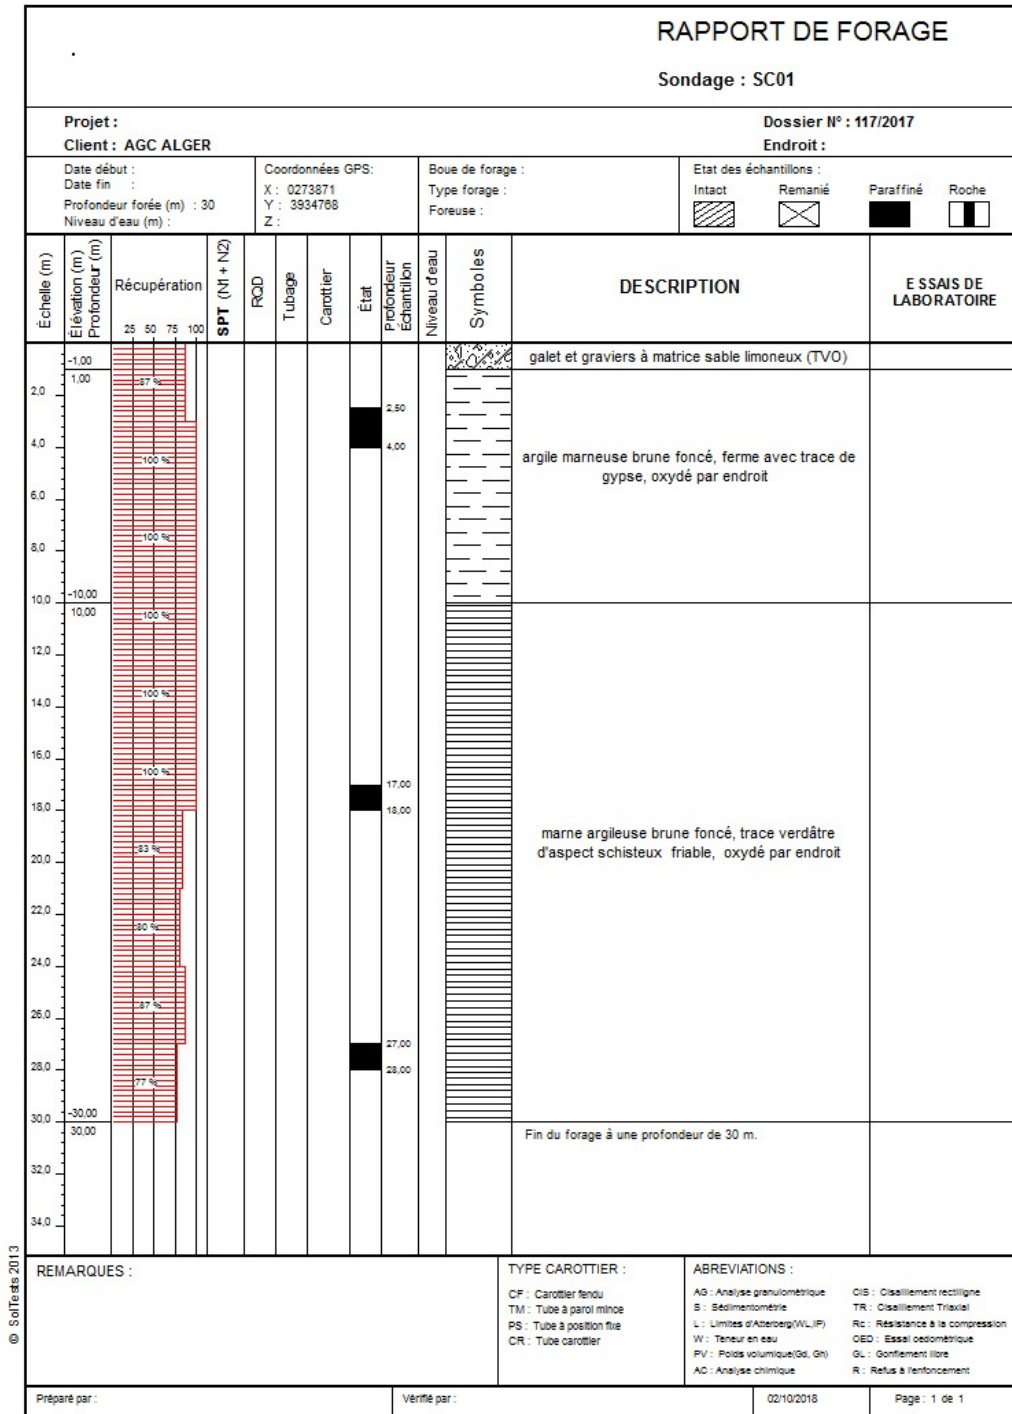 RAPPORT DE FORAGE
Sondage : SC01
Projet :
Dossier Nº : 117/2017
Client : AGC ALGER
Endroit :
Date début :
Date fin :
Profondeur forée (m) : 30
Niveau d'eau (m) :
Coordonnées GPS:
X : 0273871
Y : 3934768
Z :
Boue de forage :
Type forage :
Foreuse :
Etat des échantillons :
Intact Remanié Paraffiné Roche
Échelle (m)
Élévation (m)
Profondeur (m)
Récupération
25 50 75 100
SPT (N1 + N2)
RQD
Tubage
Carottier
État
Profondeur
Échantillon
Niveau d'eau
Symboles
DESCRIPTION
ESSAIS DE
LABORATOIRE
-1,00
galet et graviers à matrice sable limoneux (TVO)
1,00
87 %
2,0
2,50
4,0
4,00
100 %
argile marneuse brune foncé, ferme avec trace de
gypse, oxydé par endroit
6,0
100 %
8,0
-10,00
10,0
10,00
100 %
12,0
100 %
14,0
16,0
100 %
17,00
18,0
18,00
marne argileuse brune foncé, trace verdâtre
d'aspect schisteux friable, oxydé par endroit
83 %
20,0
22,0
80 %
24,0
87 %
26,0
27,00
28,0
28,00
77 %
-30,00
30,0
30,00
Fin du forage à une profondeur de 30 m.
32,0
34,0
© SolTests 2013
REMARQUES :
TYPE CAROTTIER :
CF : Carottier fendu
TM : Tube à paroi mince
PS : Tube à position fixe
CR : Tube carottier
ABREVIATIONS :
AG : Analyse granulométrique
S : Sédimentométrie
L : Limites d'Atterberg(WL,IP)
W : Teneur en eau
PV : Poids volumique(Gd, Gh)
AC : Analyse chimique
CIS : Cisaillement rectiligne
TR : Cisaillement Triaxial
Rc : Résistance à la compression
OED : Essai oedométrique
GL : Gonflement libre
R : Refus à l'enfoncement
Préparé par :
Vérifié par :
02/10/2018
Page : 1 de 1